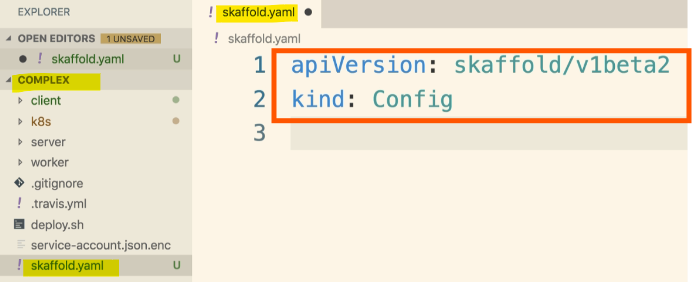 EXPLORER
OPEN EDITORS 1 UNSAVED
! skaffold.yaml U
COMPLEX
client
k8s
server
worker
.gitignore
! .travis.yml
deploy.sh
service-account.json.enc
! skaffold.yaml U
! skaffold.yaml
! skaffold.yaml
1 apiVersion: skaffold/v1beta2
2 kind: Config
3